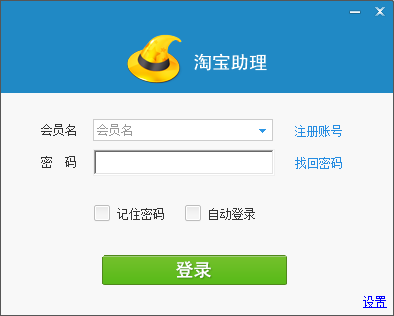 淘宝助理
会员名 会员名 注册账号
密 码 找回密码
记住密码 自动登录
登录
设置